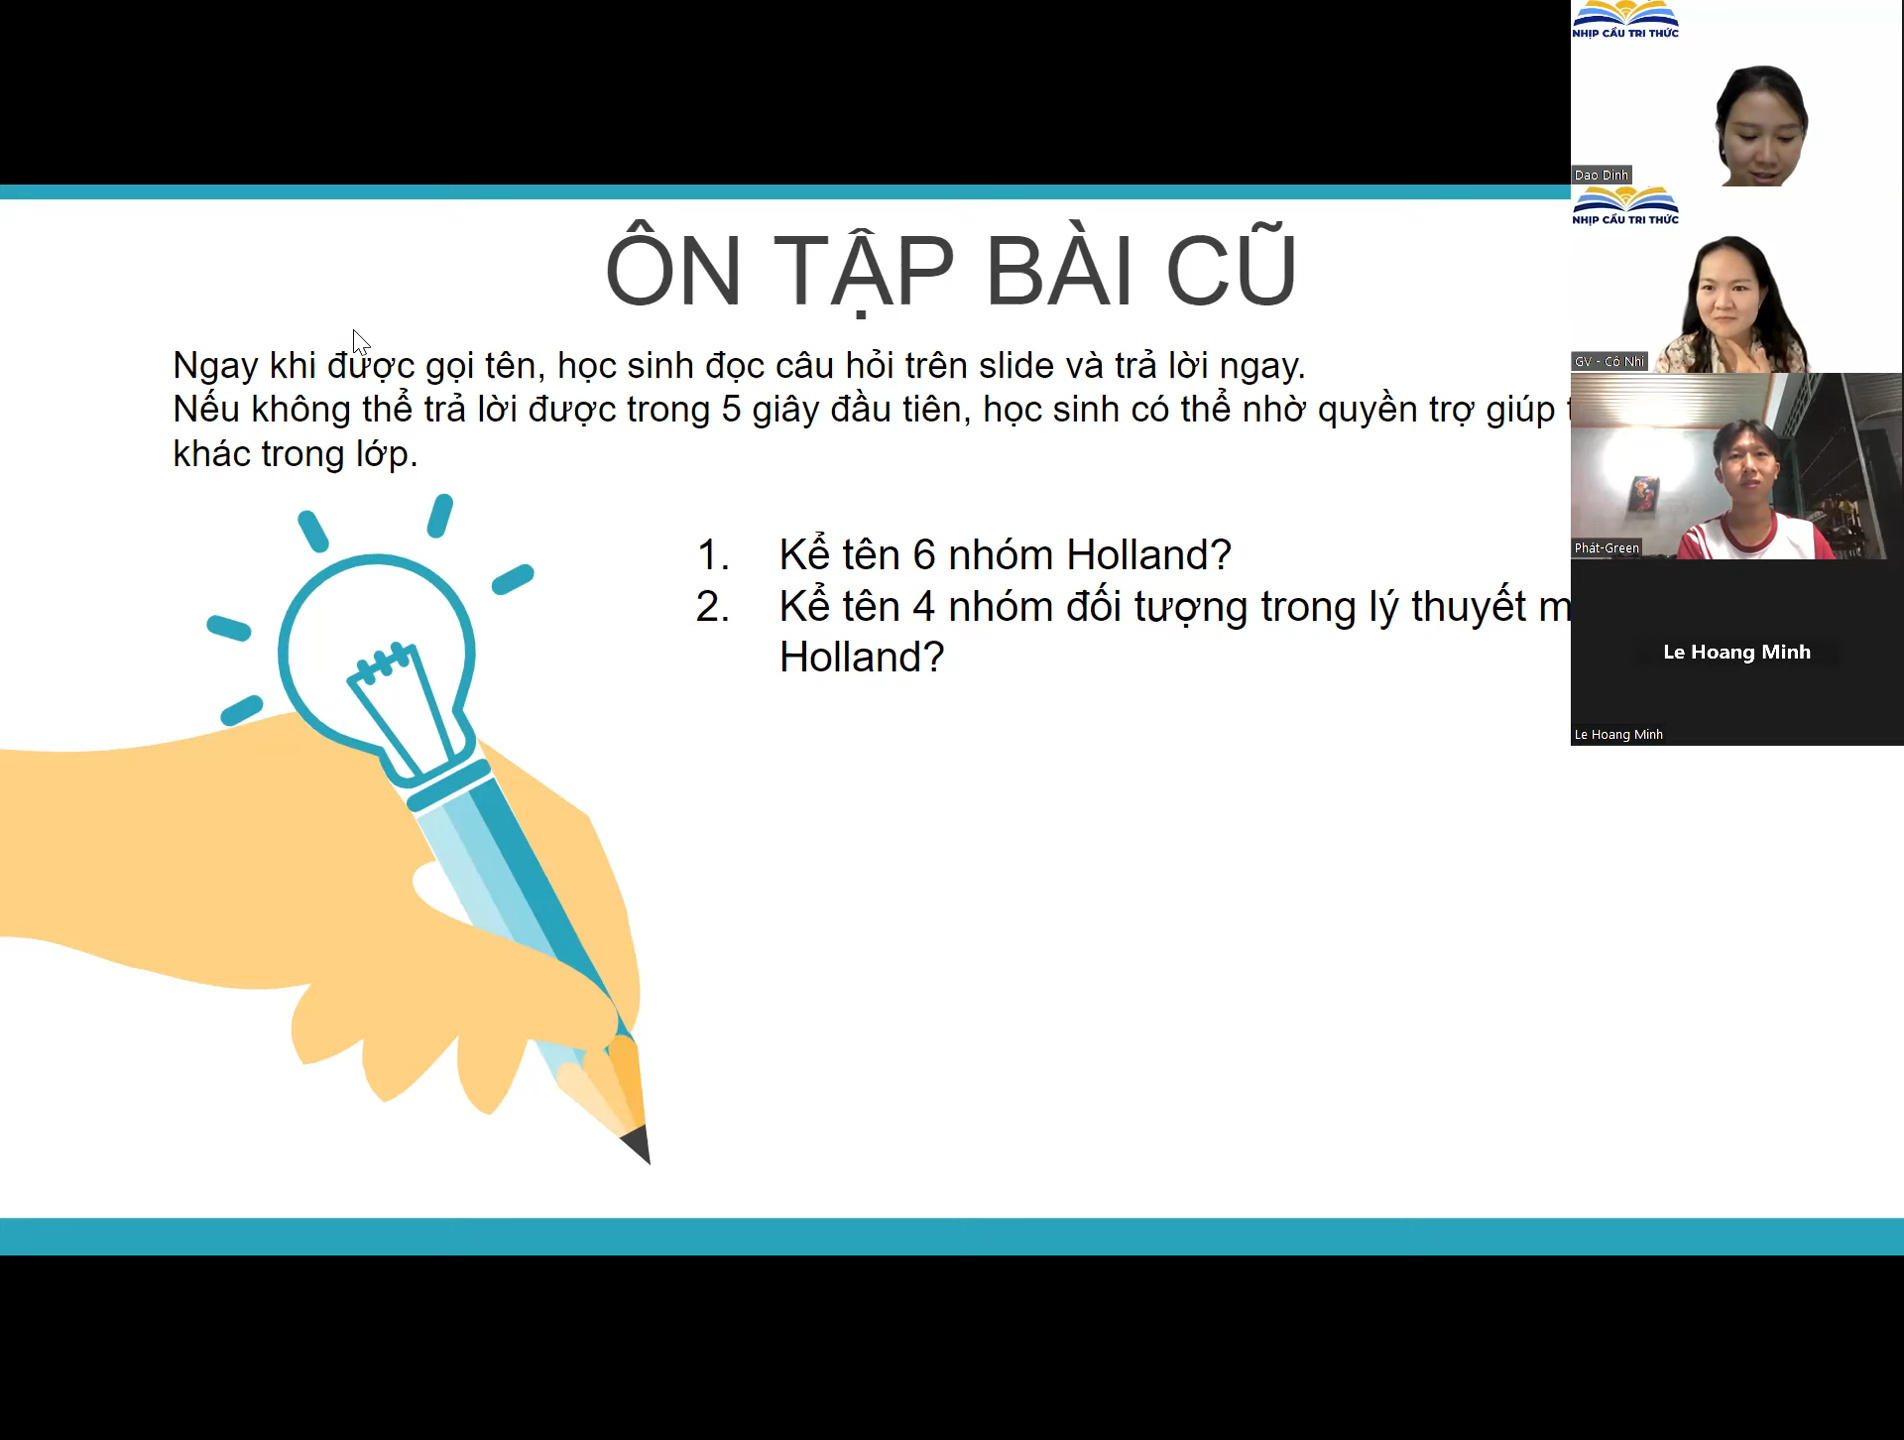 ÔN TẬP BÀI CŨ
Ngay khi được gọi tên, học sinh đọc câu hỏi trên slide và trả lời ngay.
Nếu không thể trả lời được trong 5 giây đầu tiên, học sinh có thể nhờ quyền trợ giúp
khác trong lớp.
1. Kể tên 6 nhóm Holland?
2. Kể tên 4 nhóm đối tượng trong lý thuyết
Holland?
NHỊP CẦU TRI THỨC
Dao Dinh
NHỊP CẦU TRI THỨC
GV - Cô Nhi
Phát-Green
Le Hoang Minh
Le Hoang Minh